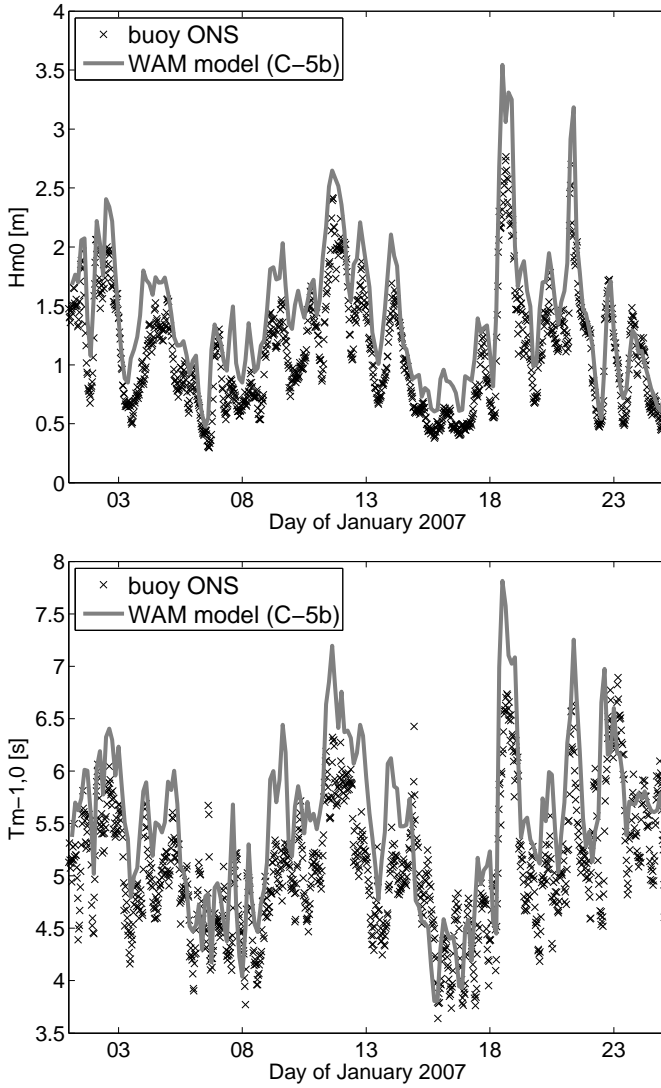 4
3.5
3
2.5
2
1.5
1
0.5
0
Hm0 [m]
buoy ONS
WAM model (C−5b)
03 08 13 18 23
Day of January 2007
8
7.5
7
6.5
6
5.5
5
4.5
4
3.5
Tm−1,0 [s]
buoy ONS
WAM model (C−5b)
03 08 13 18 23
Day of January 2007